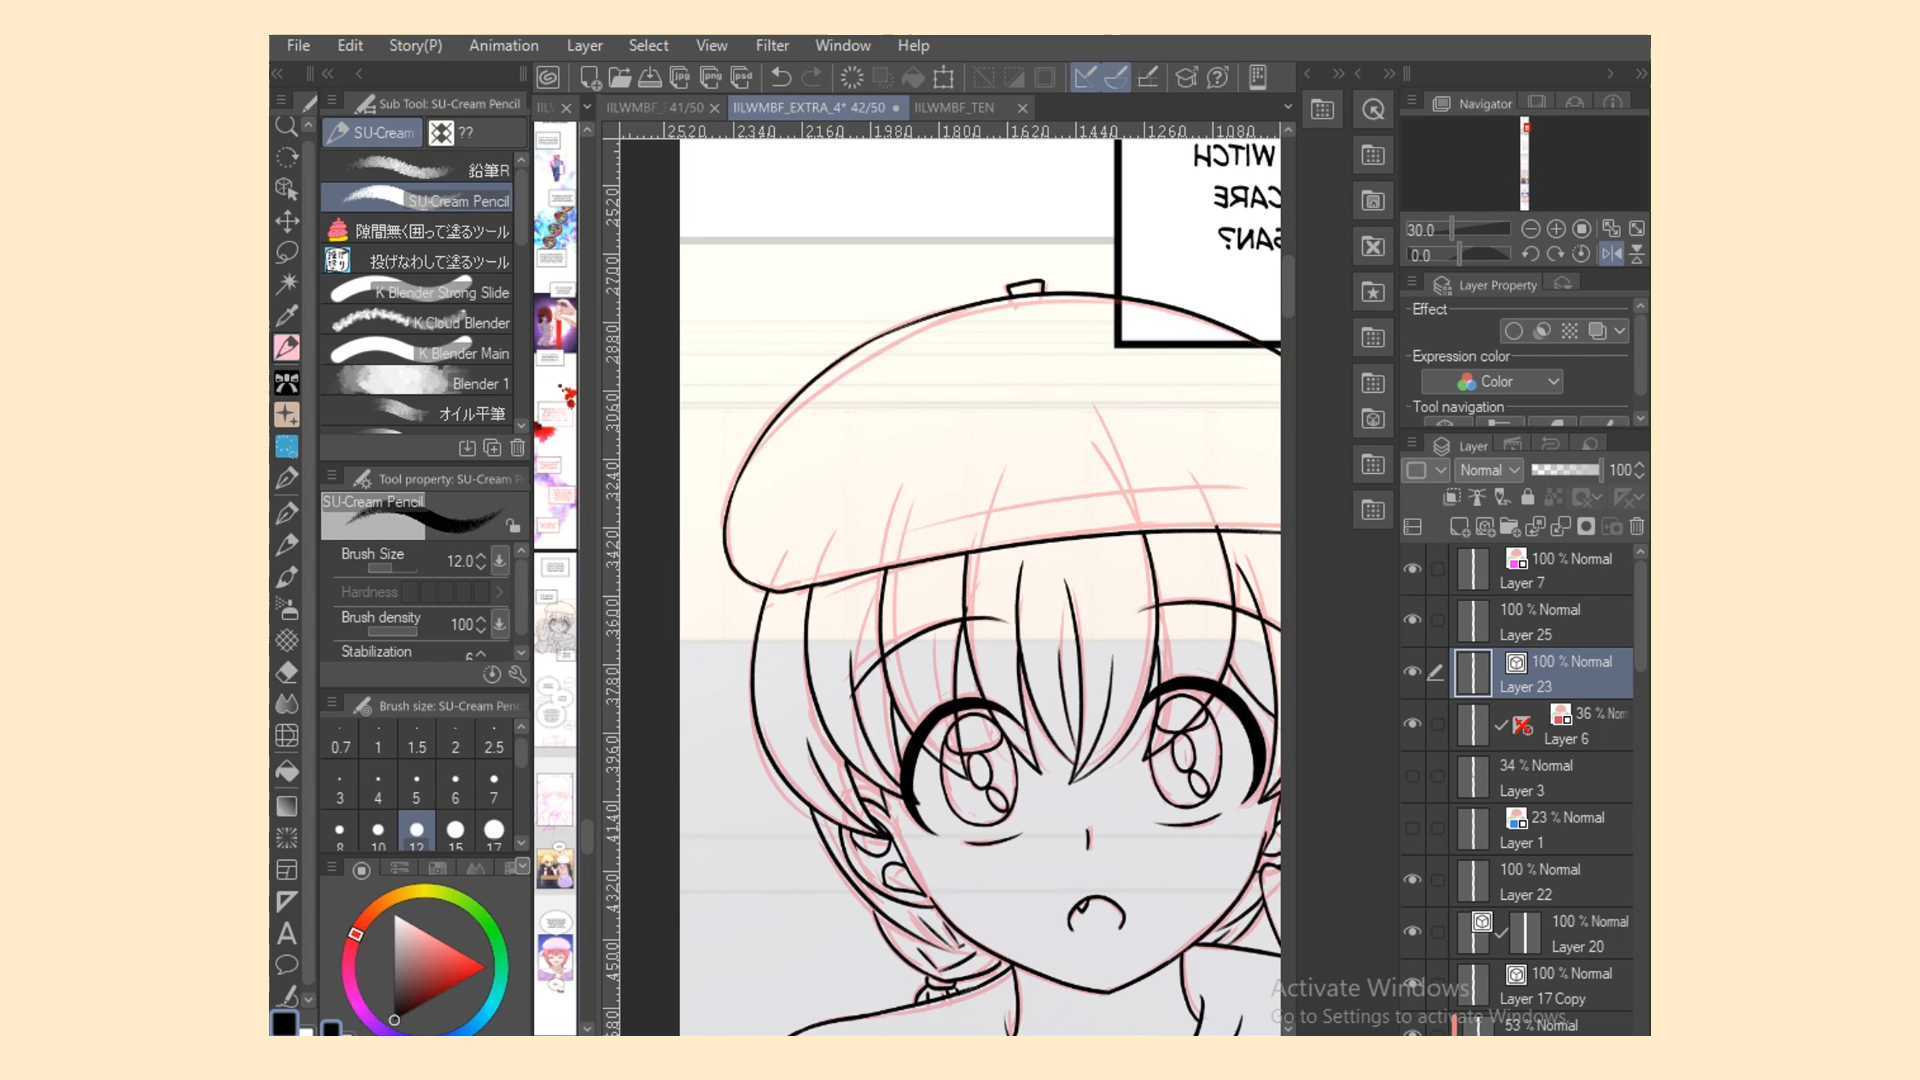 File Edit Story(P) Animation Layer Select View Filter Window Help
Sub Tool: SU-Cream Pencil
SU-Cream ??
鉛筆R
SU-Cream Pencil
隙間無く囲って塗るツール
投げなわして塗るツール
K Blender Strong Slide
K Cloud Blender
K Blender Main
Blender 1
オイル平筆
Tool property: SU-Cream P
SU-Cream Pencil
Brush Size 12.0
Hardness
Brush density 100
Stabilization 6
Brush size: SU-Cream Penc
0.7 1 1.5 2 2.5
3 4 5 6 7
8 10 12 15 17
jpg png psd
IILWMBF_ 41/50 IILWMBF_EXTRA_4* 42/50 IILWMBF_TEN
2520 2340 2160 1980 1800 1620 1440 1260 1080
2520
2700
2880
3060
3240
3420
3600
3780
3960
4140
4320
4500
WITCH
CARE
SAN?
Navigator
30.0
0.0
Layer Property
Effect
Expression color
Color
Tool navigation
Layer
Normal 100
100 % Normal
Layer 7
100 % Normal
Layer 25
100 % Normal
Layer 23
36 % Norm
Layer 6
34 % Normal
Layer 3
23 % Normal
Layer 1
100 % Normal
Layer 22
100 % Normal
Layer 20
100 % Normal
Layer 17 Copy
53 % Normal
Activate Windows
Go to Settings to activate Windows.